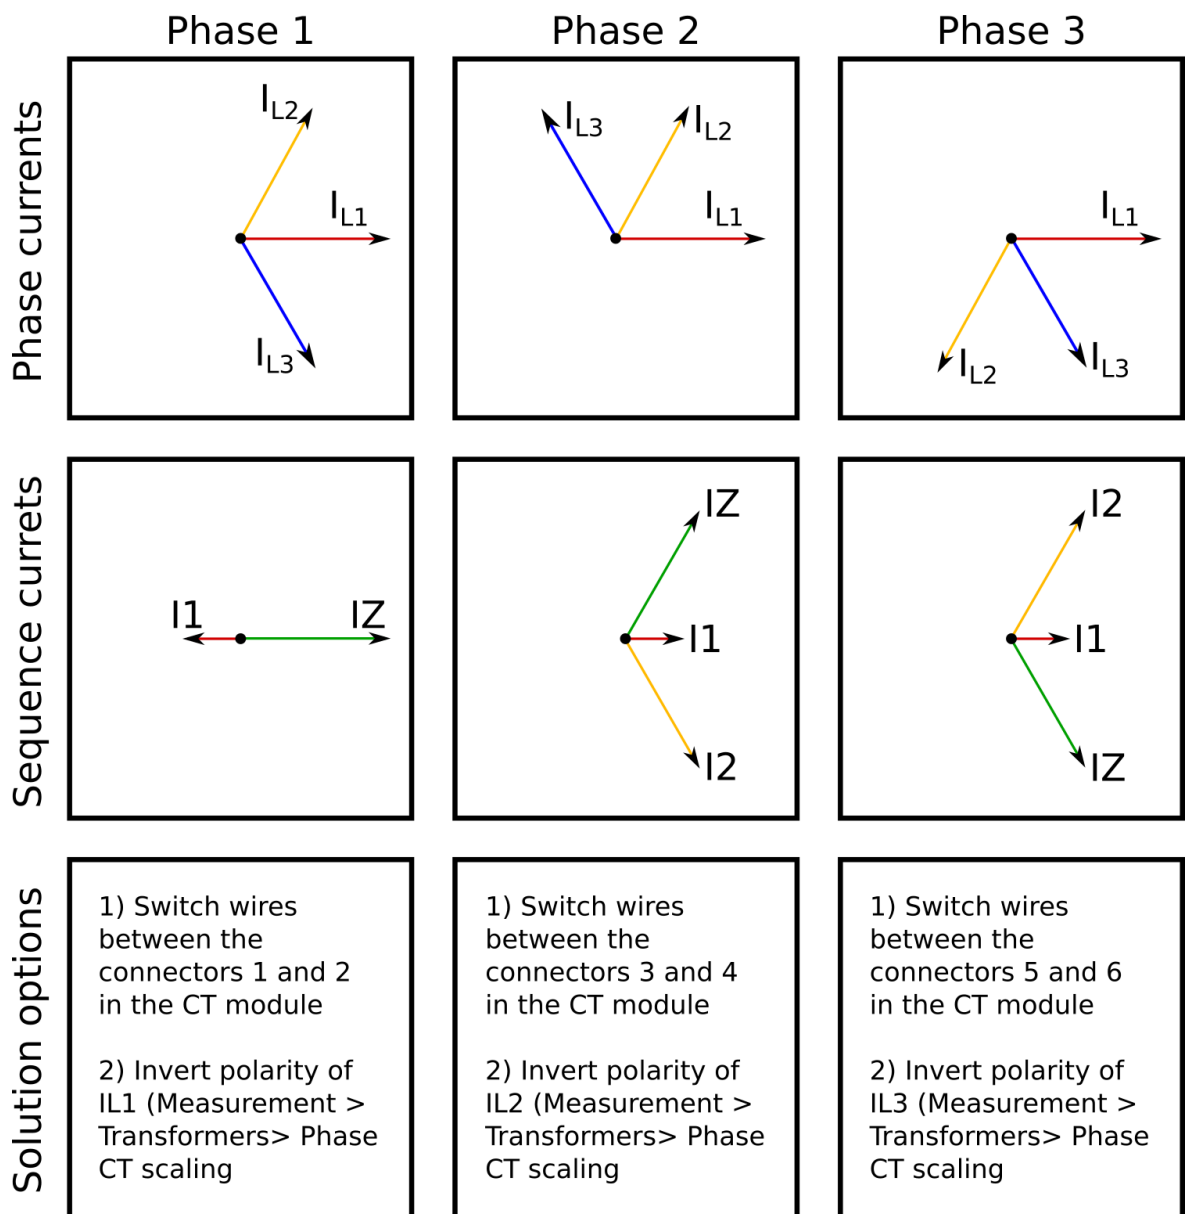 Phase 1
Phase 2
Phase 3
Phase currents
IL2
IL1
IL3
IL3
IL2
IL1
IL1
IL2
IL3
Sequence currets
I1
IZ
IZ
I1
I2
I2
I1
IZ
Solution options
1) Switch wires
between the
connectors 1 and 2
in the CT module
2) Invert polarity of
IL1 (Measurement >
Transformers> Phase
CT scaling
1) Switch wires
between the
connectors 3 and 4
in the CT module
2) Invert polarity of
IL2 (Measurement >
Transformers> Phase
CT scaling
1) Switch wires
between the
connectors 5 and 6
in the CT module
2) Invert polarity of
IL3 (Measurement >
Transformers> Phase
CT scaling